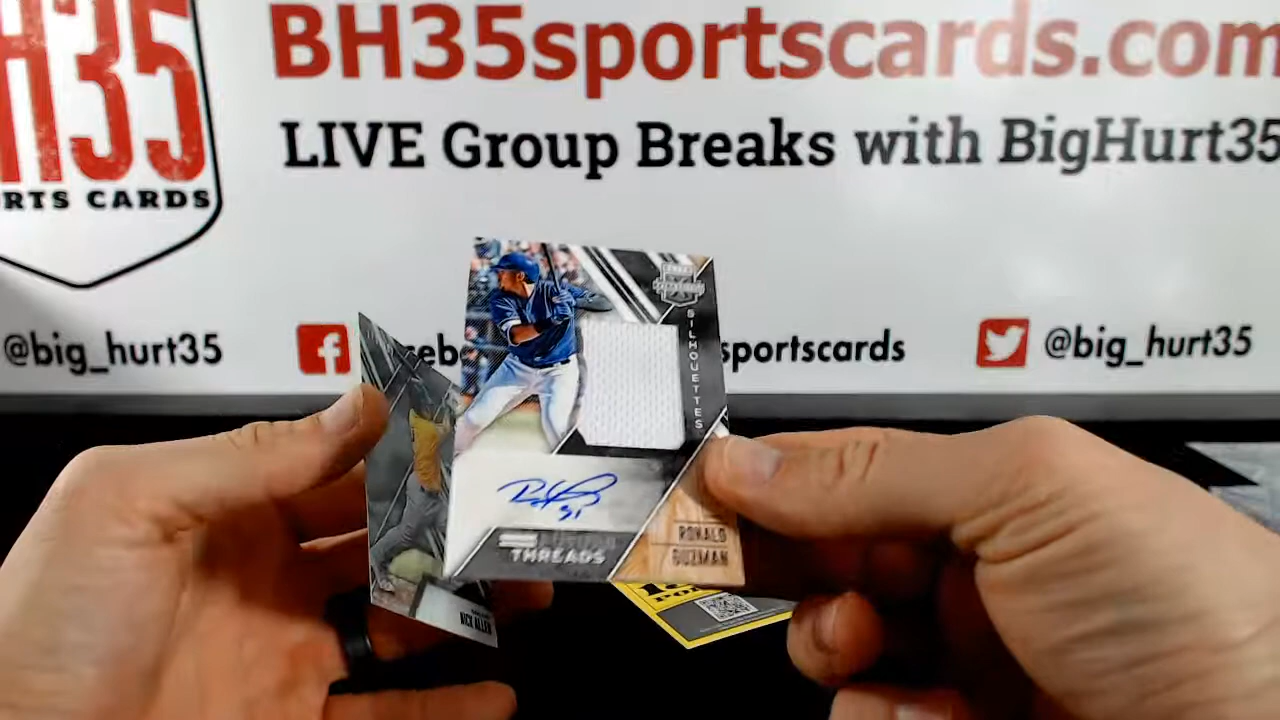 H35
RTS CARDS
BH35sportscards.com
LIVE Group Breaks with BigHurt35
@big_hurt35
f
ceb
sportscards
@big_hurt35
SILHOUETTES
THREADS
RONALD
GUZMAN
NICK ALLEN